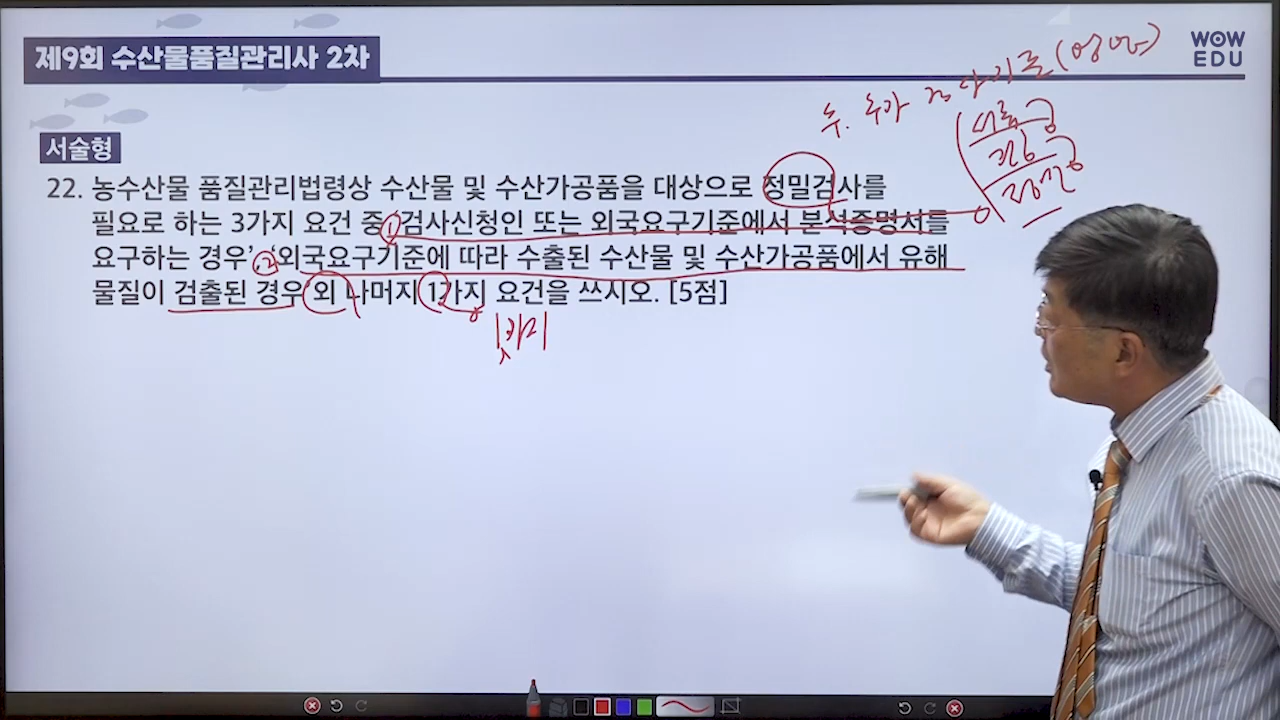 제9회 수산물품질관리사 2차
WOW
EDU
서술형
22. 농수산물 품질관리법령상 수산물 및 수산가공품을 대상으로 정밀검사를
필요로 하는 3가지 요건 중 '검사신청인 또는 외국요구기준에서 분석증명서를
요구하는 경우', '외국요구기준에 따라 수출된 수산물 및 수산가공품에서 유해
물질이 검출된 경우' 외 나머지 1가지 요건을 쓰시오. [5점]